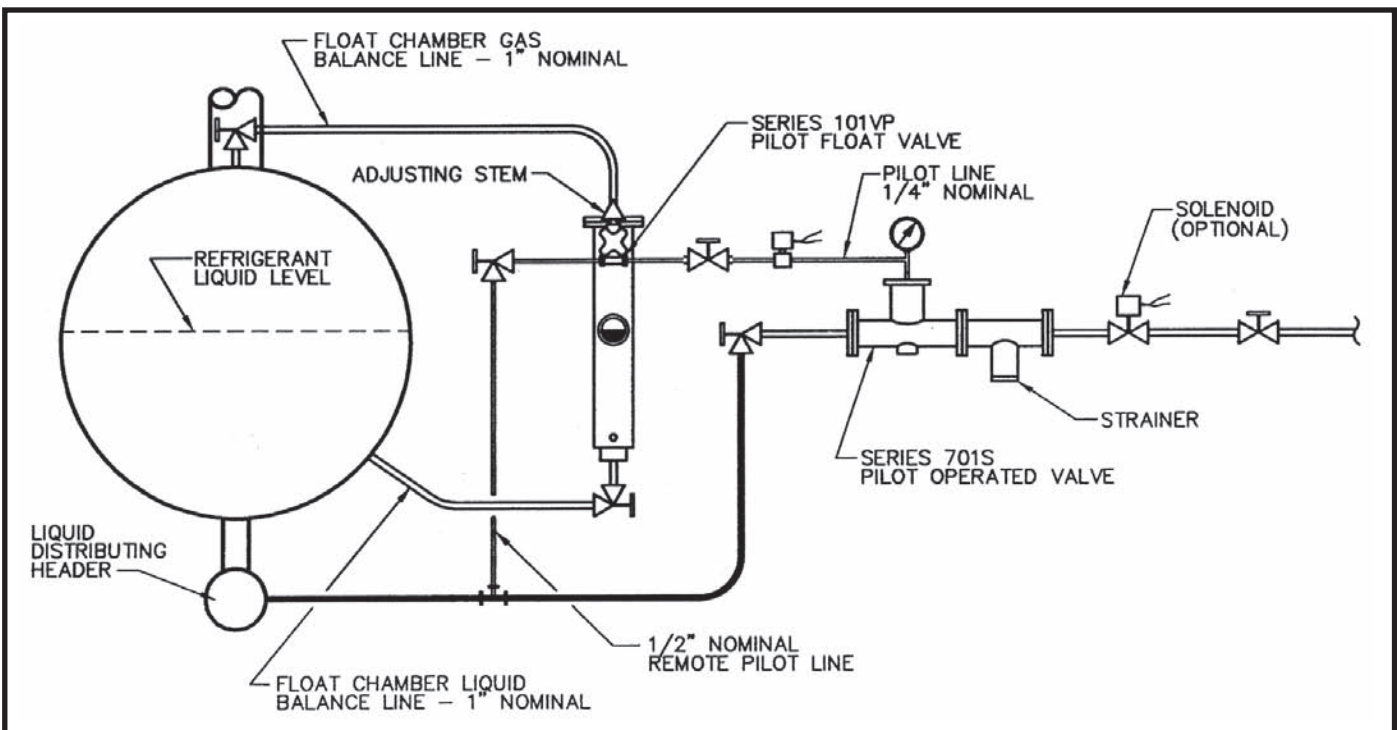 FLOAT CHAMBER GAS
BALANCE LINE – 1" NOMINAL
SERIES 101VP
PILOT FLOAT VALVE
ADJUSTING STEM
PILOT LINE
1/4" NOMINAL
SOLENOID
(OPTIONAL)
REFRIGERANT
LIQUID LEVEL
STRAINER
SERIES 701S
PILOT OPERATED VALVE
LIQUID
DISTRIBUTING
HEADER
1/2" NOMINAL
REMOTE PILOT LINE
FLOAT CHAMBER LIQUID
BALANCE LINE – 1" NOMINAL